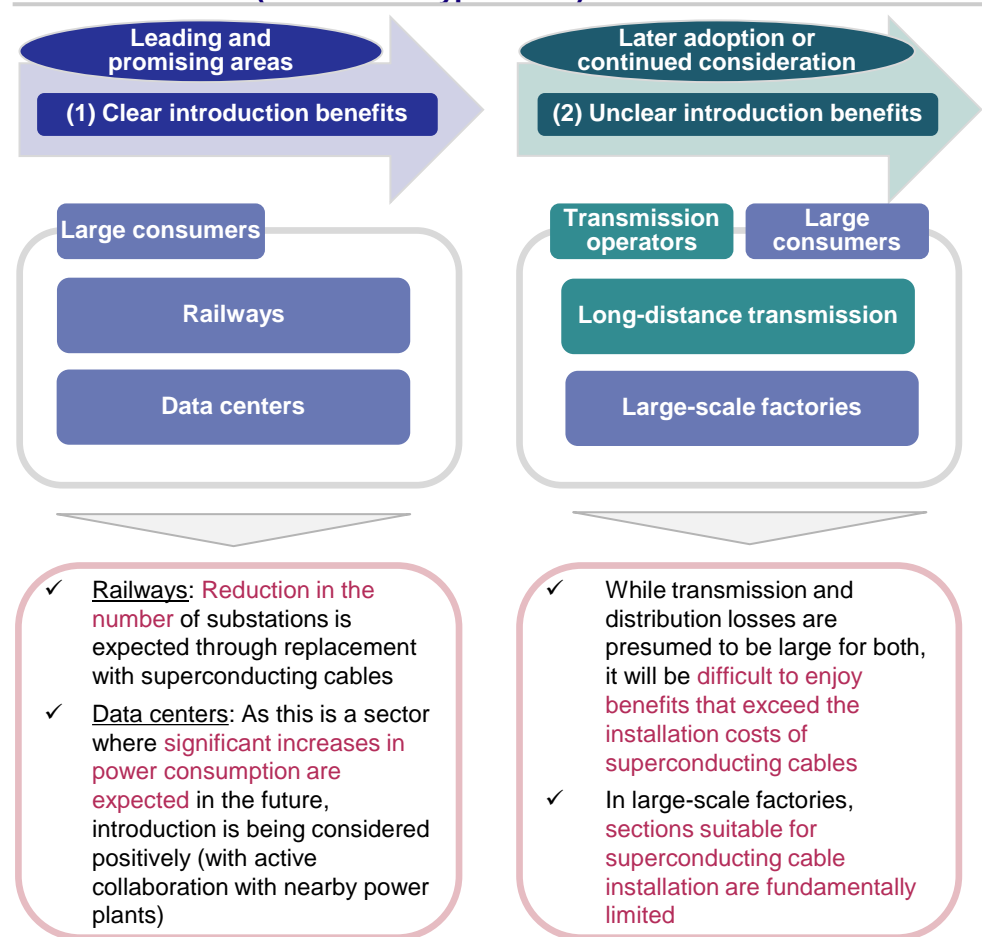 Leading and
promising areas
(1) Clear introduction benefits
Large consumers
Railways
Data centers
✓ Railways: Reduction in the
number of substations is
expected through replacement
with superconducting cables
✓ Data centers: As this is a sector
where significant increases in
power consumption are
expected in the future,
introduction is being considered
positively (with active
collaboration with nearby power
plants)
Later adoption or
continued consideration
(2) Unclear introduction benefits
Transmission
operators
Large
consumers
Long-distance transmission
Large-scale factories
✓ While transmission and
distribution losses are
presumed to be large for both,
it will be difficult to enjoy
benefits that exceed the
installation costs of
superconducting cables
✓ In large-scale factories,
sections suitable for
superconducting cable
installation are fundamentally
limited